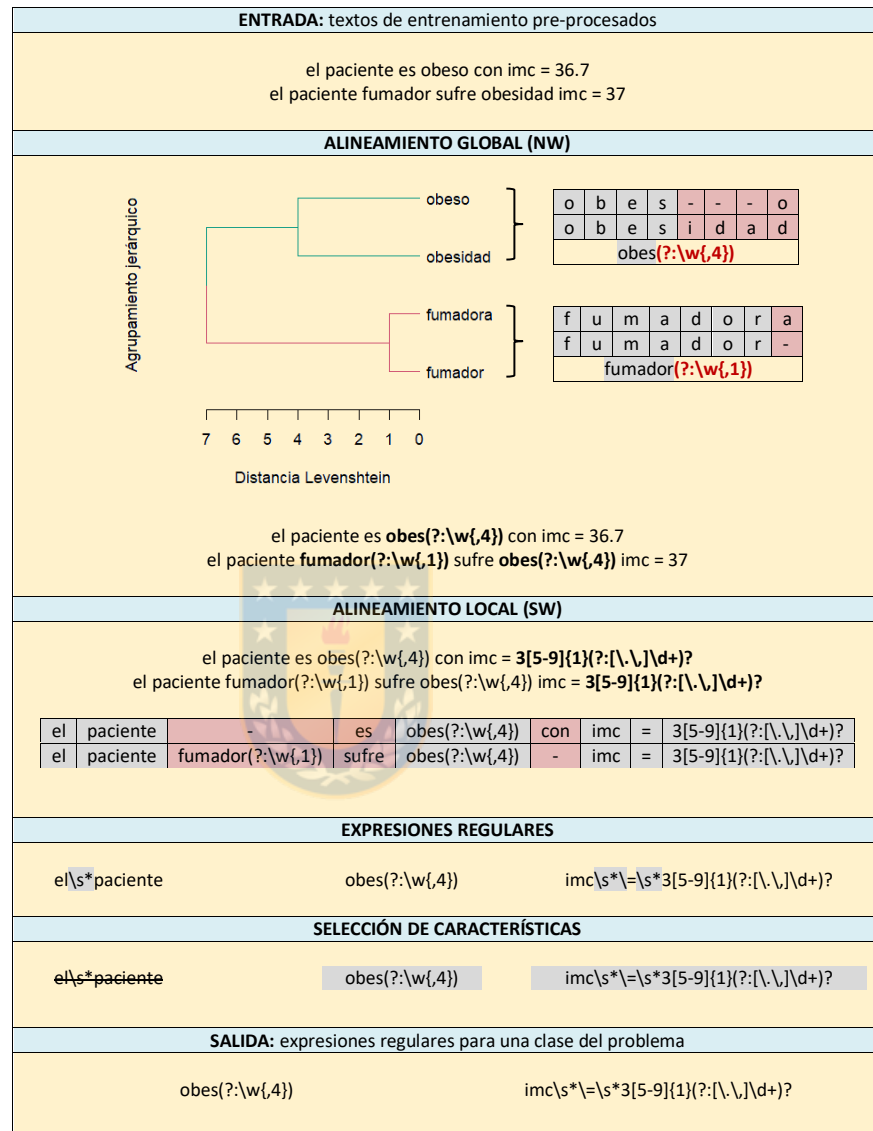 ENTRADA: textos de entrenamiento pre-procesados
el paciente es obeso con imc = 36.7
el paciente fumador sufre obesidad imc = 37
ALINEAMIENTO GLOBAL (NW)
Agrupamiento jerárquico
obeso
obesidad
fumadora
fumador
o b e s - - - o
o b e s i d a d
obes(?:\w{,4})
f u m a d o r a
f u m a d o r -
fumador(?:\w{,1})
7 6 5 4 3 2 1 0
Distancia Levenshtein
el paciente es obes(?:\w{,4}) con imc = 36.7
el paciente fumador(?:\w{,1}) sufre obes(?:\w{,4}) imc = 37
ALINEAMIENTO LOCAL (SW)
el paciente es obes(?:\w{,4}) con imc = 3[5-9]{1}(?:[\.\,]\d+)?
el paciente fumador(?:\w{,1}) sufre obes(?:\w{,4}) imc = 3[5-9]{1}(?:[\.\,]\d+)?
el paciente - es obes(?:\w{,4}) con imc = 3[5-9]{1}(?:[\.\,]\d+)?
el paciente fumador(?:\w{,1}) sufre obes(?:\w{,4}) - imc = 3[5-9]{1}(?:[\.\,]\d+)?
EXPRESIONES REGULARES
el\s*paciente obes(?:\w{,4}) imc\s*\=\s*3[5-9]{1}(?:[\.\,]\d+)?
SELECCIÓN DE CARACTERÍSTICAS
el\s*paciente obes(?:\w{,4}) imc\s*\=\s*3[5-9]{1}(?:[\.\,]\d+)?
SALIDA: expresiones regulares para una clase del problema
obes(?:\w{,4}) imc\s*\=\s*3[5-9]{1}(?:[\.\,]\d+)?